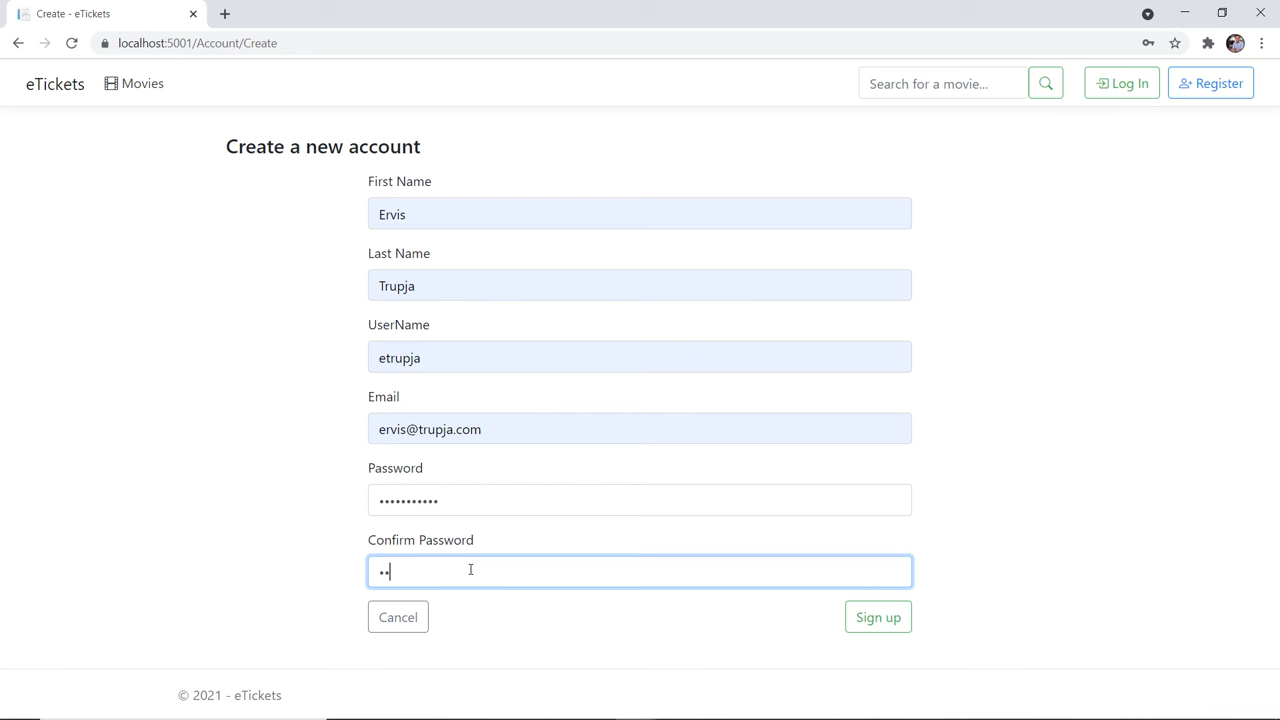 Create - eTickets
localhost:5001/Account/Create
eTickets Movies Search for a movie... Log In Register
Create a new account
First Name
Ervis
Last Name
Trupja
UserName
etrupja
Email
ervis@trupja.com
Password
•••••••••••
Confirm Password
••
Cancel Sign up
© 2021 - eTickets